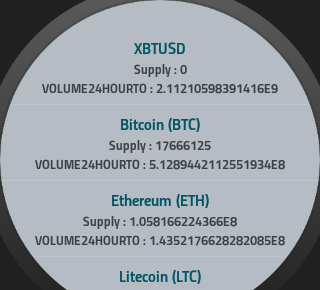 XBTUSD
Supply : 0
VOLUME24HOURTO : 2.11210598391416E9
Bitcoin (BTC)
Supply : 17666125
VOLUME24HOURTO : 5.1289442112551934E8
Ethereum (ETH)
Supply : 1.058166224366E8
VOLUME24HOURTO : 1.4352176628282085E8
Litecoin (LTC)